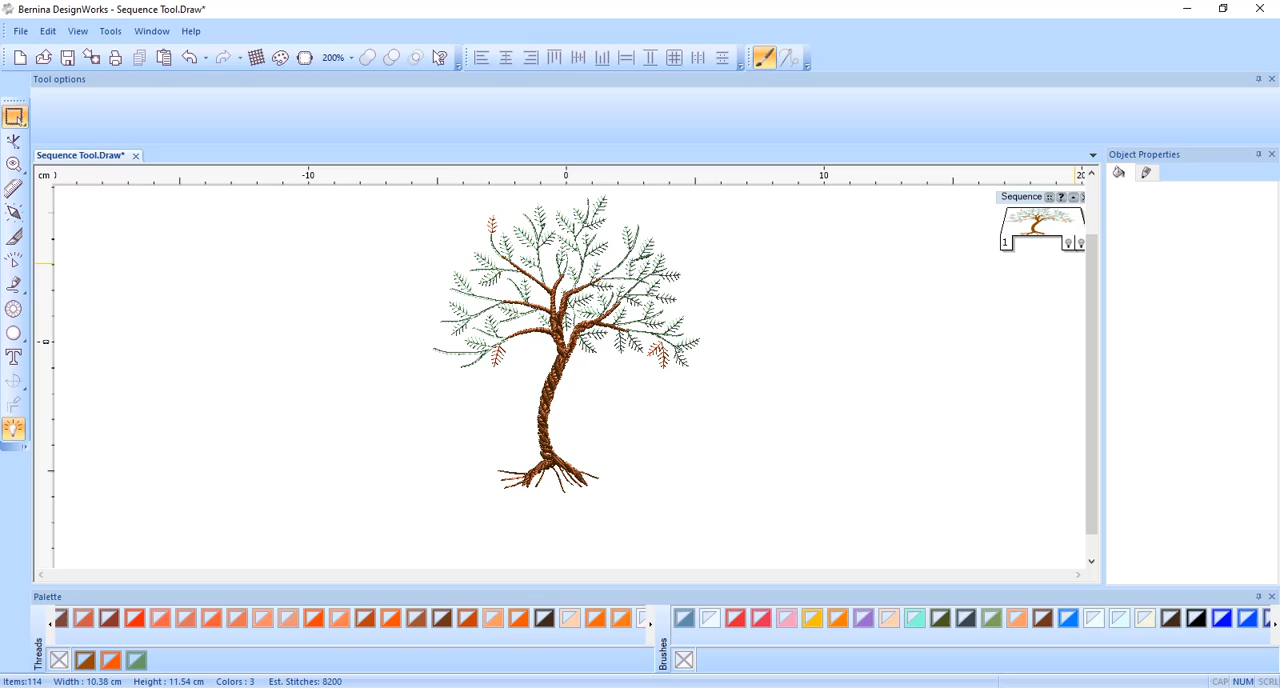 Bernina DesignWorks - Sequence Tool.Draw*
File Edit View Tools Window Help
200%
Tool options
Sequence Tool.Draw*
Object Properties
cm
-10 0 10 20
Sequence
1
0
Palette
Threads
Brushes
Items:114 Width : 10.38 cm Height : 11.54 cm Colors : 3 Est. Stitches: 8200 CAP NUM SCRL